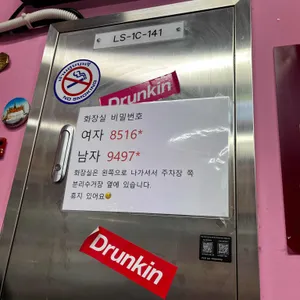 LS-1C-141
NO SMOKING
Drunkin
화장실 비밀번호
여자 8516*
남자 9497*
화장실은 왼쪽으로 나가셔서 주차장 쪽
분리수거장 옆에 있습니다.
휴지 있어요😉
Drunkin